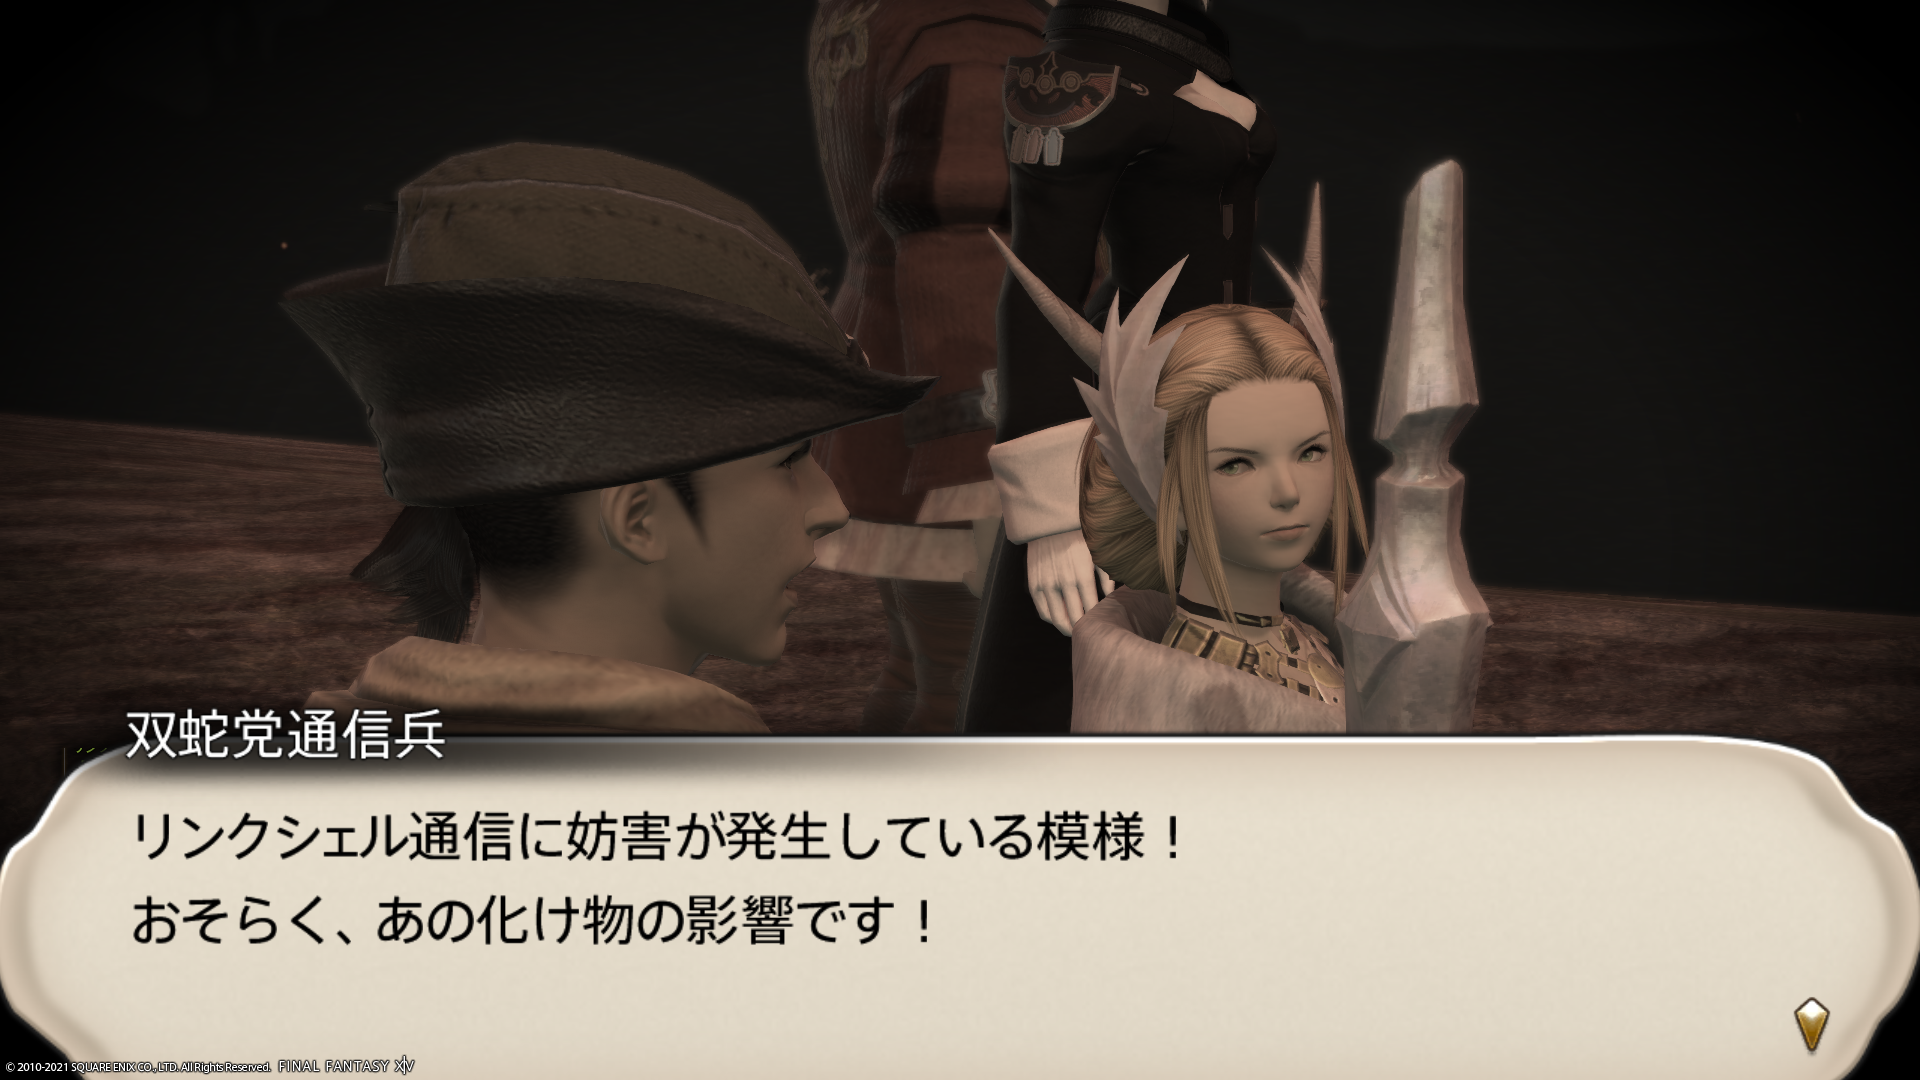 双蛇党通信兵
リンクシェル通信に妨害が発生している模様！
おそらく、あの化け物の影響です！
© 2010-2021 SQUARE ENIX CO., LTD. All Rights Reserved. FINAL FANTASY XIV